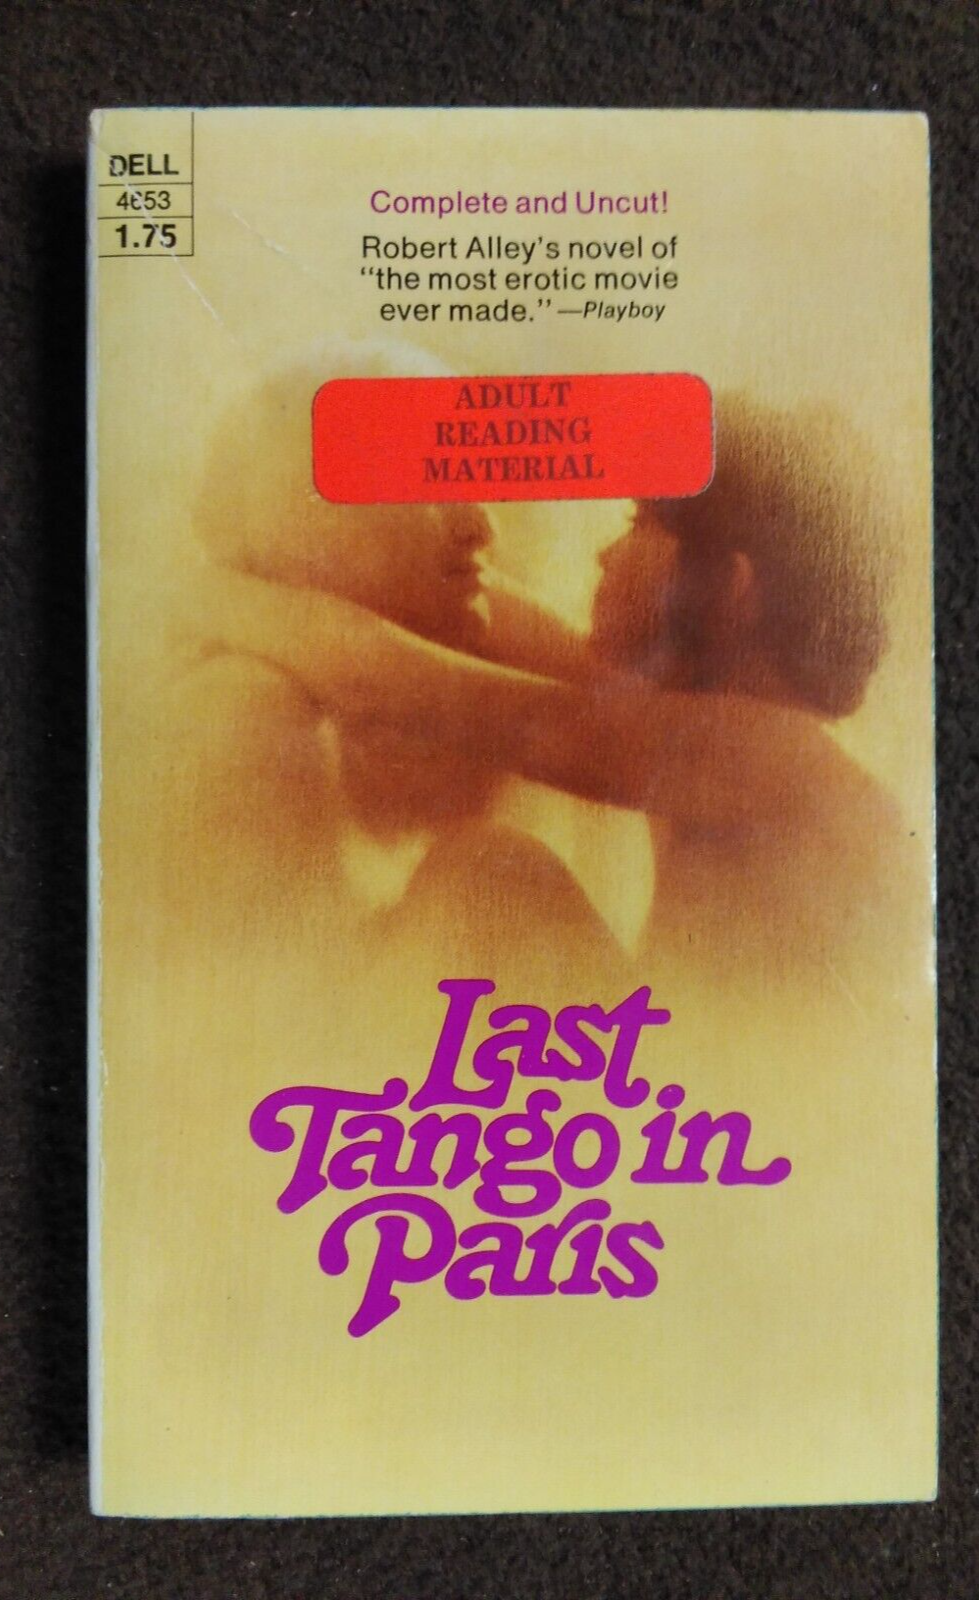 DELL
4653
1.75
Complete and Uncut!
Robert Alley's novel of
"the most erotic movie
ever made." —Playboy
ADULT
READING
MATERIAL
Last
Tango in
Paris